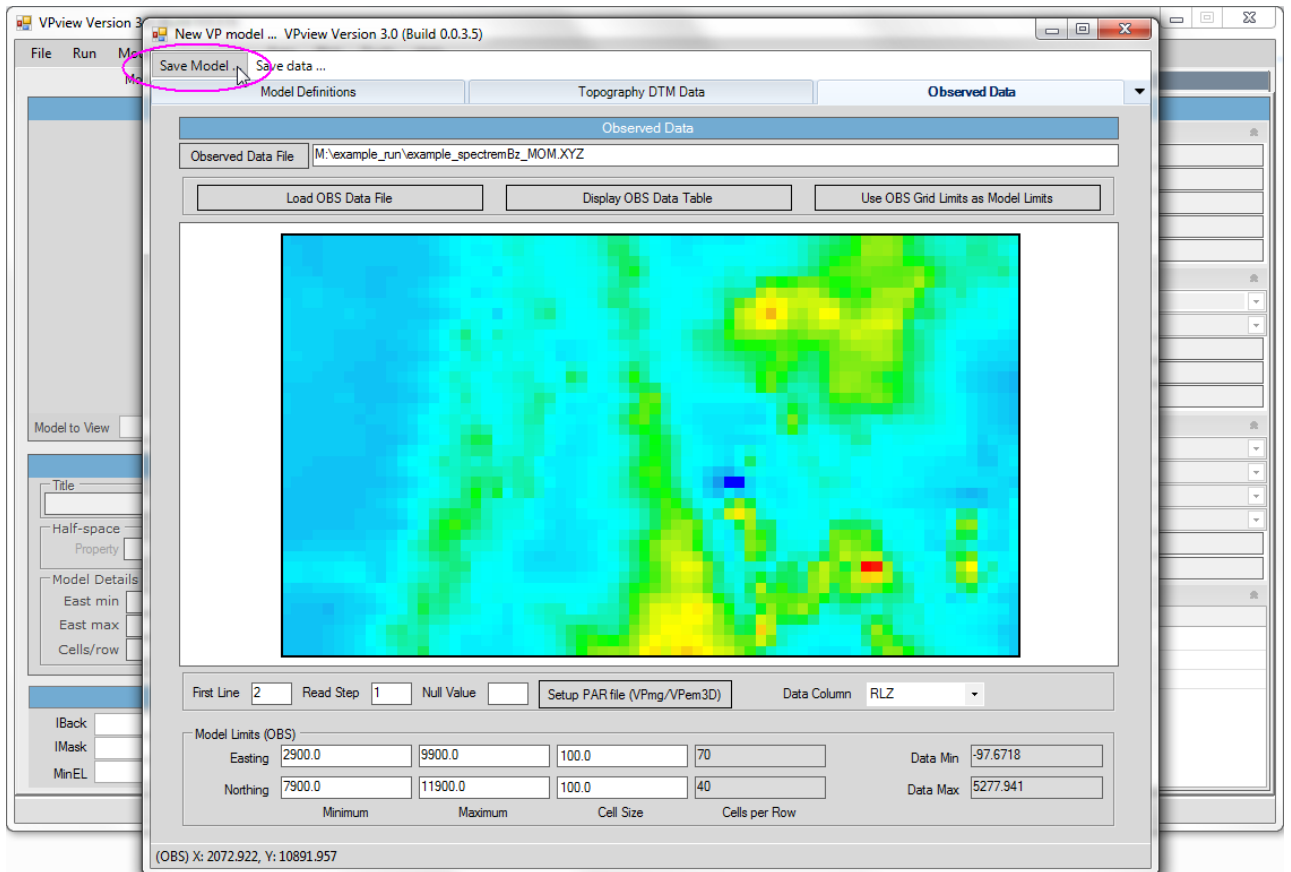 VPview Version 3
New VP model ... VPview Version 3.0 (Build 0.0.3.5)
File Run
Save Model ... Save data ...
Model Definitions Topography DTM Data Observed Data
Observed Data
Observed Data File M:\example_run\example_spectremBz_MOM.XYZ
Load OBS Data File Display OBS Data Table Use OBS Grid Limits as Model Limits
Model to View
Title
Half-space
Property
Model Details
East min
East max
Cells/row
IBack
IMask
MinEL
First Line 2 Read Step 1 Null Value Setup PAR file (VPmg/VPem3D) Data Column RLZ
Model Limits (OBS)
Easting 2900.0 9900.0 100.0 70 Data Min -97.6718
Northing 7900.0 11900.0 100.0 40 Data Max 5277.941
Minimum Maximum Cell Size Cells per Row
(OBS) X: 2072.922, Y: 10891.957